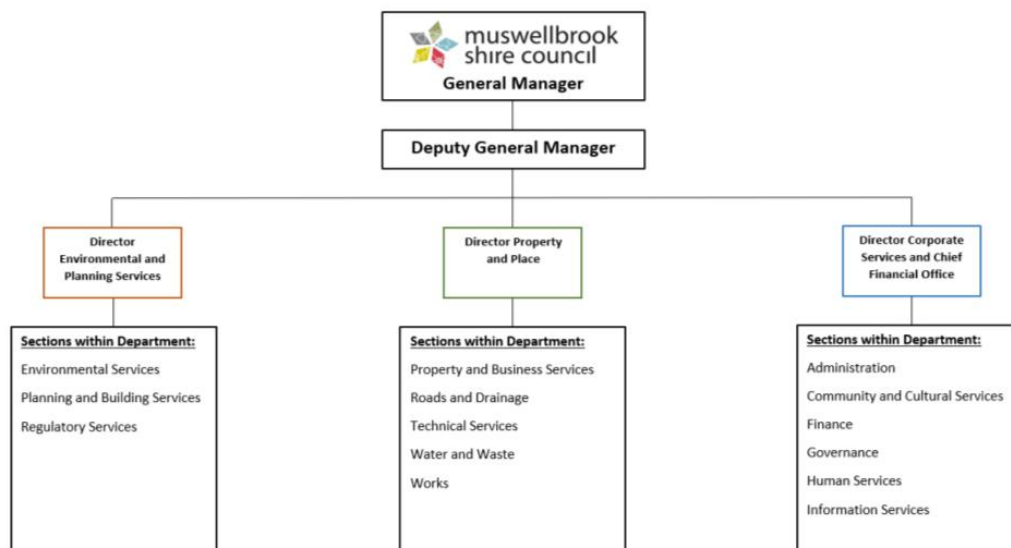 muswellbrook
shire council
General Manager
Deputy General Manager
Director
Environmental and
Planning Services
Director Property
and Place
Director Corporate
Services and Chief
Financial Office
Sections within Department:
Environmental Services
Planning and Building Services
Regulatory Services
Sections within Department:
Property and Business Services
Roads and Drainage
Technical Services
Water and Waste
Works
Sections within Department:
Administration
Community and Cultural Services
Finance
Governance
Human Services
Information Services